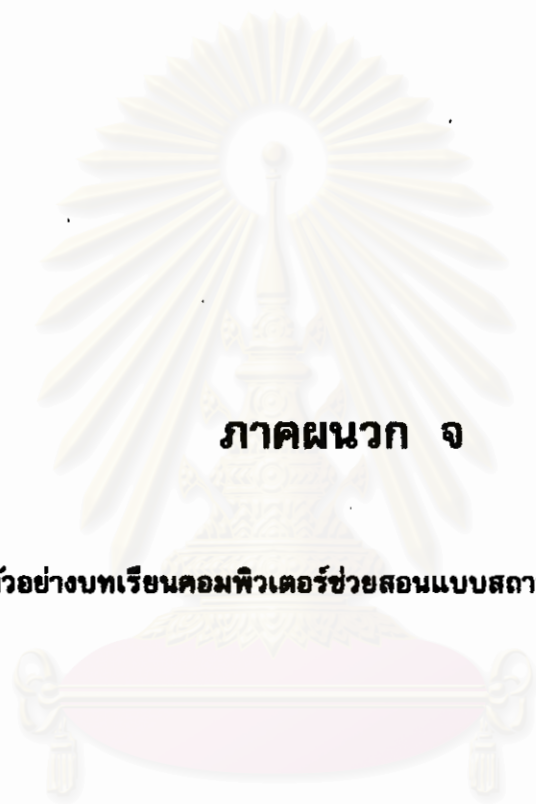 ภาคผนวก จ
ตัวอย่างบทเรียนคอมพิวเตอร์ช่วยสอนแบบสถา